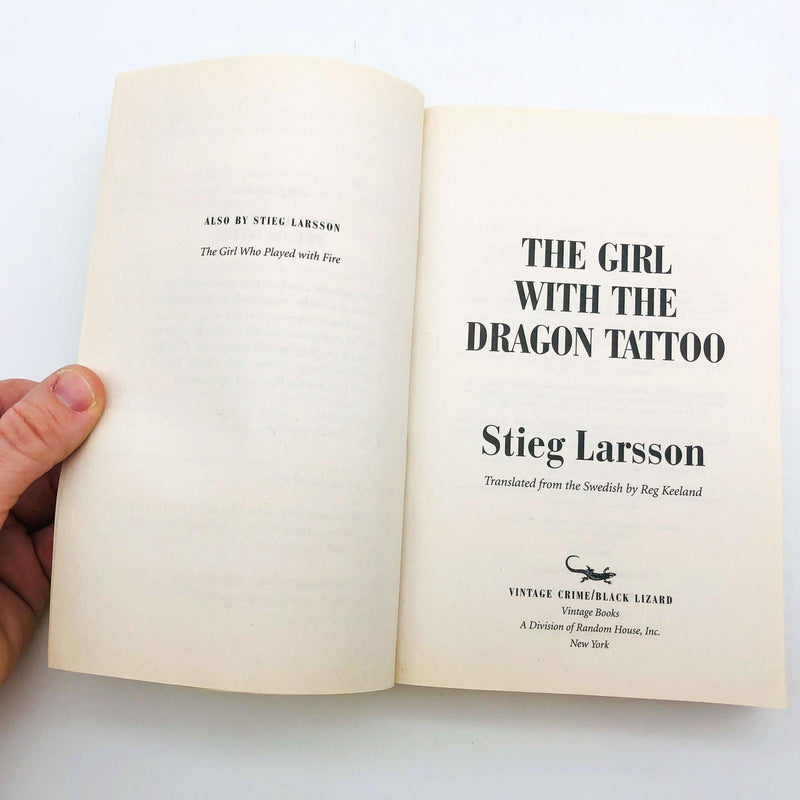 ALSO BY STIEG LARSSON
The Girl Who Played with Fire
THE GIRL
WITH THE
DRAGON TATTOO
Stieg Larsson
Translated from the Swedish by Reg Keeland
VINTAGE CRIME/BLACK LIZARD
Vintage Books
A Division of Random House, Inc.
New York